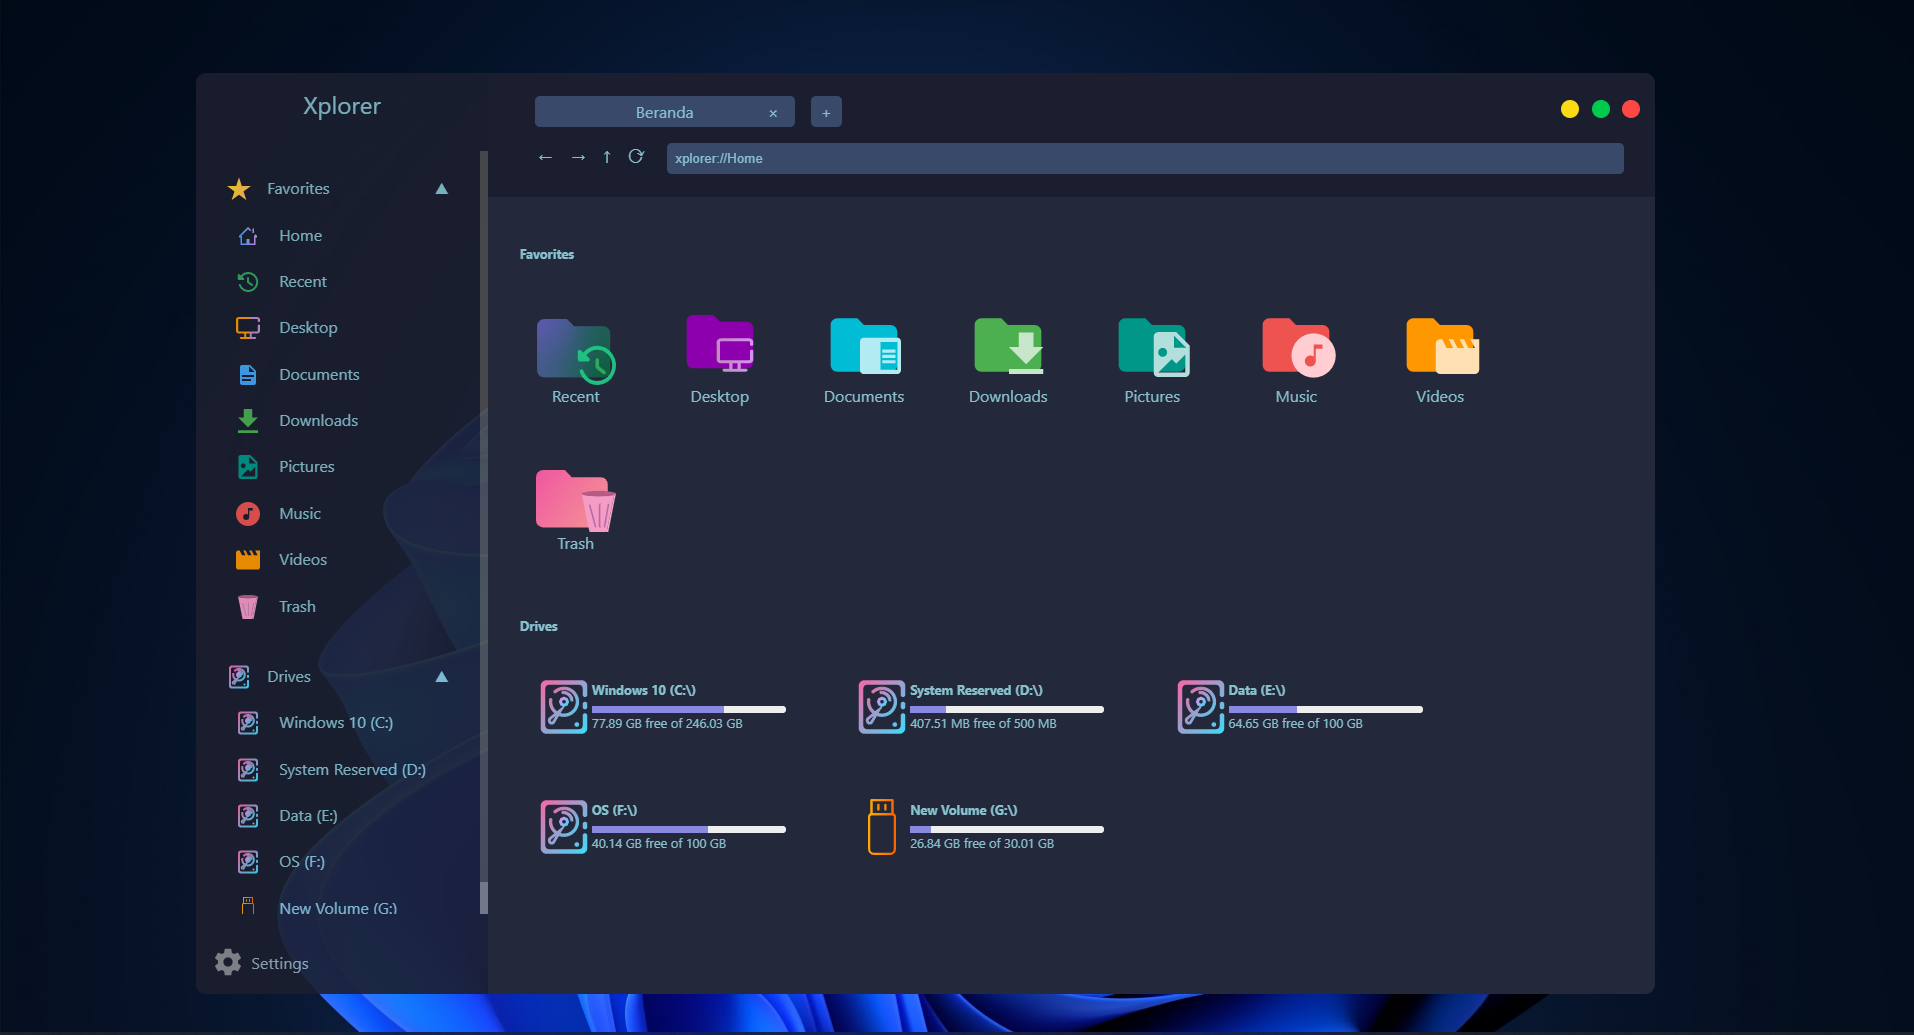 Xplorer
Beranda ×
+
xplorer://Home
Favorites
Home
Recent
Desktop
Documents
Downloads
Pictures
Music
Videos
Trash
Drives
Windows 10 (C:)
System Reserved (D:)
Data (E:)
OS (F:)
New Volume (G:)
Settings
Favorites
Recent
Desktop
Documents
Downloads
Pictures
Music
Videos
Trash
Drives
Windows 10 (C:\)
77.89 GB free of 246.03 GB
System Reserved (D:\)
407.51 MB free of 500 MB
Data (E:\)
64.65 GB free of 100 GB
OS (F:\)
40.14 GB free of 100 GB
New Volume (G:\)
26.84 GB free of 30.01 GB